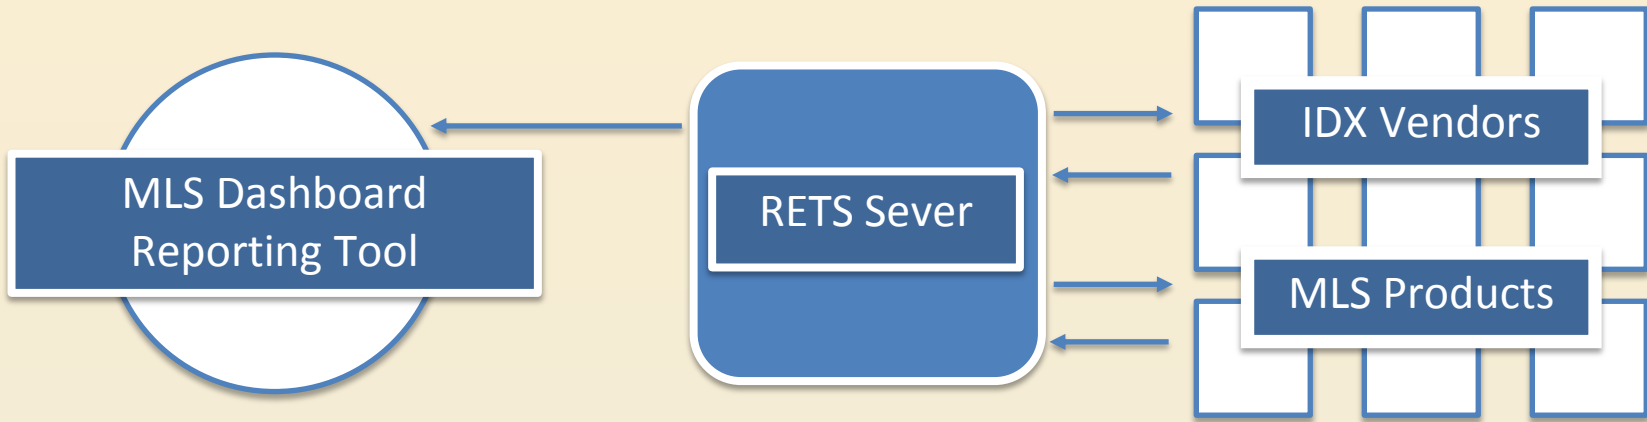 MLS Dashboard
Reporting Tool
RETS Sever
IDX Vendors
MLS Products